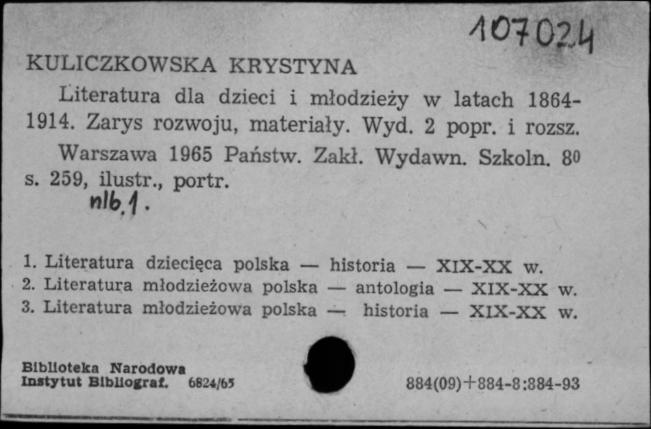 107024
KULICZKOWSKA KRYSTYNA
Literatura dla dzieci i młodzieży w latach 1864-
1914. Zarys rozwoju, materiały. Wyd. 2 popr. i rozsz.
Warszawa 1965 Państw. Zakł. Wydawn. Szkoln. 8⁰
s. 259, ilustr., portr.
nlb. 1.
1. Literatura dziecięca polska — historia — XIX-XX w.
2. Literatura młodzieżowa polska — antologia — XIX-XX w.
3. Literatura młodzieżowa polska — historia — XIX-XX w.
Biblioteka Narodowa
Instytut Bibliograf. 6824/65
884(09)+884-8:884-93